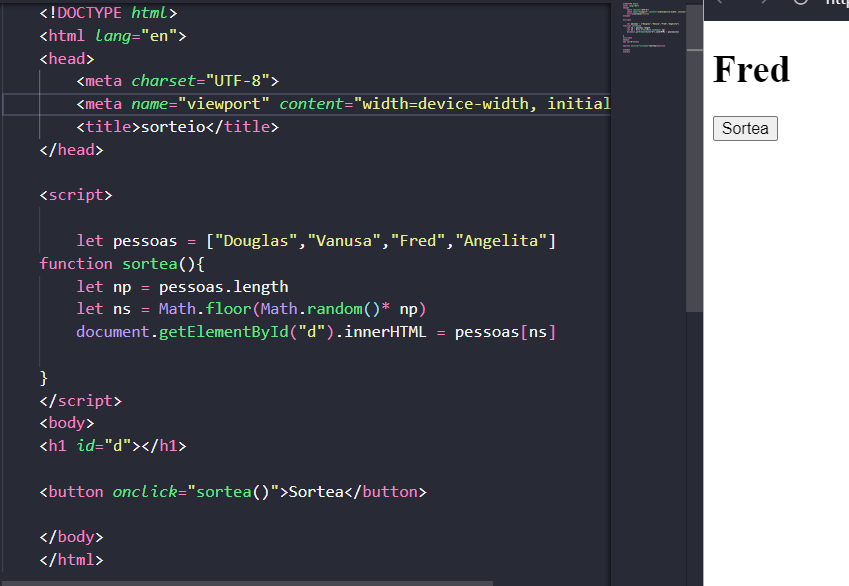 <!DOCTYPE html>
<html lang="en">
<head>
    <meta charset="UTF-8">
    <meta name="viewport" content="width=device-width, initial
    <title>sorteio</title>
</head>

<script>

    let pessoas = ["Douglas","Vanusa","Fred","Angelita"]
function sortea(){
    let np = pessoas.length
    let ns = Math.floor(Math.random()* np)
    document.getElementById("d").innerHTML = pessoas[ns]

}
</script>
<body>
<h1 id="d"></h1>

<button onclick="sortea()">Sortea</button>

</body>
</html>
Fred
Sortea